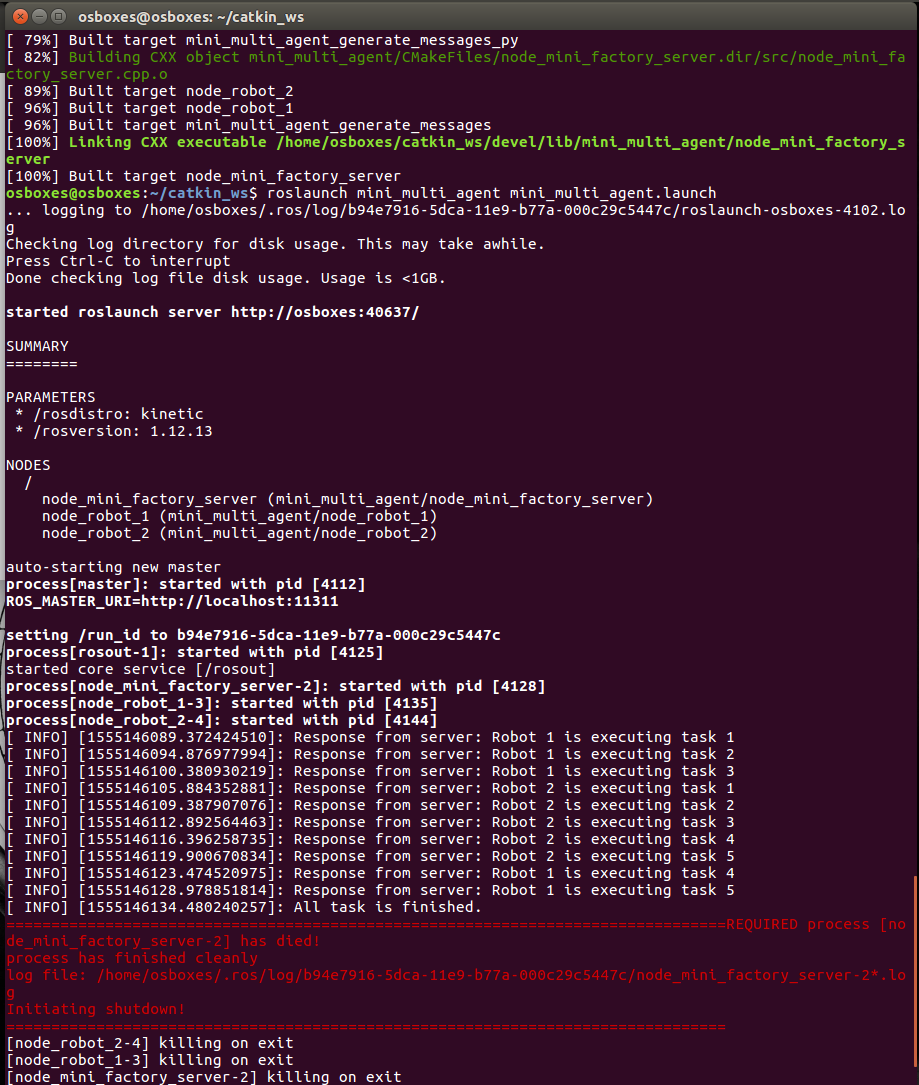 osboxes@osboxes: ~/catkin_ws
[ 79%] Built target mini_multi_agent_generate_messages_py
[ 82%] Building CXX object mini_multi_agent/CMakeFiles/node_mini_factory_server.dir/src/node_mini_fa
ctory_server.cpp.o
[ 89%] Built target node_robot_2
[ 96%] Built target node_robot_1
[ 96%] Built target mini_multi_agent_generate_messages
[100%] Linking CXX executable /home/osboxes/catkin_ws/devel/lib/mini_multi_agent/node_mini_factory_s
erver
[100%] Built target node_mini_factory_server
osboxes@osboxes:~/catkin_ws$ roslaunch mini_multi_agent mini_multi_agent.launch
... logging to /home/osboxes/.ros/log/b94e7916-5dca-11e9-b77a-000c29c5447c/roslaunch-osboxes-4102.lo
g
Checking log directory for disk usage. This may take awhile.
Press Ctrl-C to interrupt
Done checking log file disk usage. Usage is <1GB.
started roslaunch server http://osboxes:40637/
SUMMARY
========
PARAMETERS
* /rosdistro: kinetic
* /rosversion: 1.12.13
NODES
/
node_mini_factory_server (mini_multi_agent/node_mini_factory_server)
node_robot_1 (mini_multi_agent/node_robot_1)
node_robot_2 (mini_multi_agent/node_robot_2)
auto-starting new master
process[master]: started with pid [4112]
ROS_MASTER_URI=http://localhost:11311
setting /run_id to b94e7916-5dca-11e9-b77a-000c29c5447c
process[rosout-1]: started with pid [4125]
started core service [/rosout]
process[node_mini_factory_server-2]: started with pid [4128]
process[node_robot_1-3]: started with pid [4135]
process[node_robot_2-4]: started with pid [4144]
[ INFO] [1555146089.372424510]: Response from server: Robot 1 is executing task 1
[ INFO] [1555146094.876977994]: Response from server: Robot 1 is executing task 2
[ INFO] [1555146100.380930219]: Response from server: Robot 1 is executing task 3
[ INFO] [1555146105.884352881]: Response from server: Robot 2 is executing task 1
[ INFO] [1555146109.387907076]: Response from server: Robot 2 is executing task 2
[ INFO] [1555146112.892564463]: Response from server: Robot 2 is executing task 3
[ INFO] [1555146116.396258735]: Response from server: Robot 2 is executing task 4
[ INFO] [1555146119.900670834]: Response from server: Robot 2 is executing task 5
[ INFO] [1555146123.474520975]: Response from server: Robot 1 is executing task 4
[ INFO] [1555146128.978851814]: Response from server: Robot 1 is executing task 5
[ INFO] [1555146134.480240257]: All task is finished.
================================================================================REQUIRED process [no
de_mini_factory_server-2] has died!
process has finished cleanly
log file: /home/osboxes/.ros/log/b94e7916-5dca-11e9-b77a-000c29c5447c/node_mini_factory_server-2*.lo
g
Initiating shutdown!
================================================================================
[node_robot_2-4] killing on exit
[node_robot_1-3] killing on exit
[node_mini_factory_server-2] killing on exit